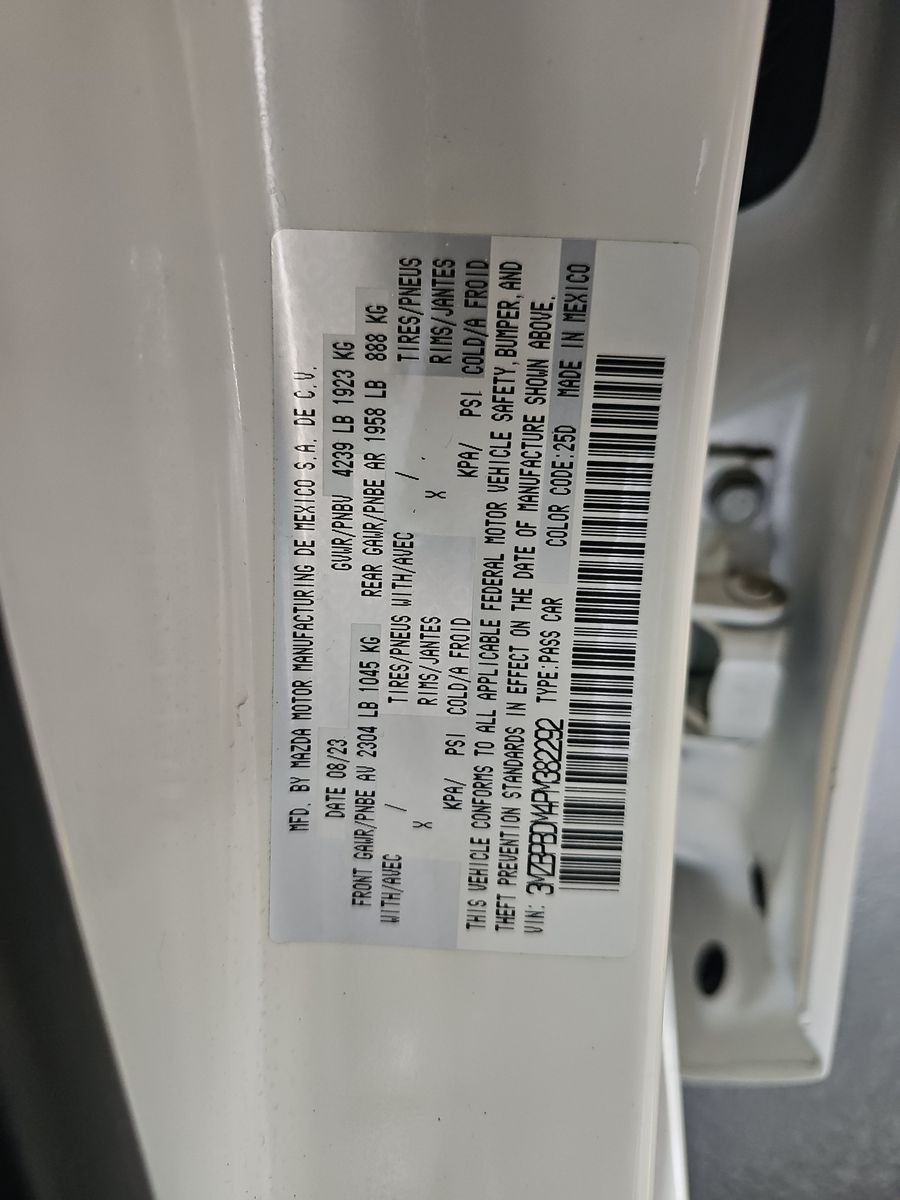 MFD. BY MAZDA MOTOR MANUFACTURING DE MEXICO S.A. DE C.V.
DATE 08/23 GVWR/PNBV 4239 LB 1923 KG
FRONT GAWR/PNBE AV 2304 LB 1045 KG REAR GAWR/PNBE AR 1958 LB 888 KG
WITH/AVEC / TIRES/PNEUS WITH/AVEC / TIRES/PNEUS
X RIMS/JANTES X RIMS/JANTES
KPA/ PSI COLD/A FROID KPA/ PSI COLD/A FROID
THIS VEHICLE CONFORMS TO ALL APPLICABLE FEDERAL MOTOR VEHICLE SAFETY, BUMPER, AND
THEFT PREVENTION STANDARDS IN EFFECT ON THE DATE OF MANUFACTURE SHOWN ABOVE.
VIN: 3MZBPBDY4PM382292 TYPE:PASS CAR COLOR CODE:25D MADE IN MEXICO